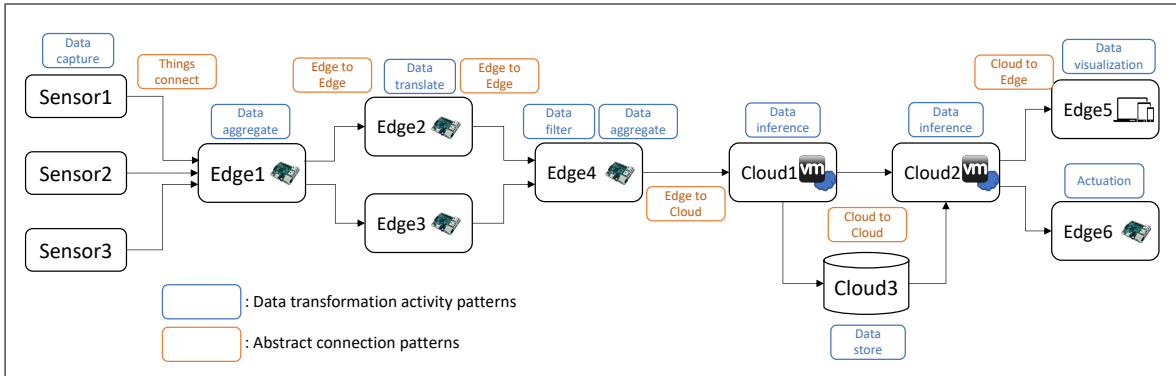 Data
capture
Things
connect
Sensor1
Sensor2
Sensor3
Data
aggregate
Edge1
Edge to
Edge
Data
translate
Edge to
Edge
Edge2
Edge3
Data
filter
Data
aggregate
Edge4
Edge to
Cloud
Data
inference
Cloud1
vm
Cloud to
Cloud
Cloud3
Data
store
Data
inference
Cloud2
vm
Cloud to
Edge
Data
visualization
Edge5
Actuation
Edge6
: Data transformation activity patterns
: Abstract connection patterns